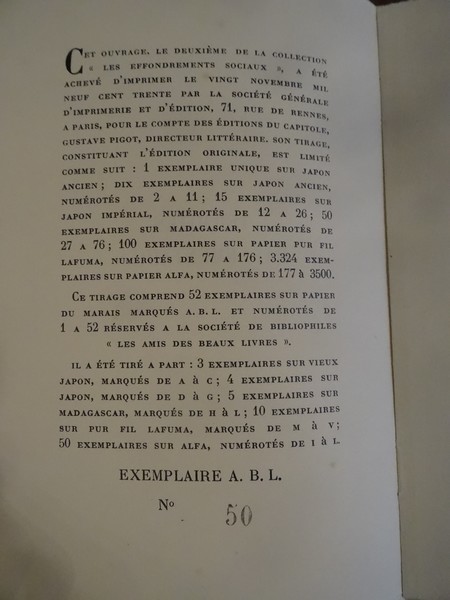 CET OUVRAGE, LE DEUXIÈME DE LA COLLECTION
« LES EFFONDREMENTS SOCIAUX », A ÉTÉ
ACHEVÉ D'IMPRIMER LE VINGT NOVEMBRE MIL
NEUF CENT TRENTE PAR LA SOCIÉTÉ GÉNÉRALE
D'IMPRIMERIE ET D'ÉDITION, 71, RUE DE RENNES,
A PARIS, POUR LE COMPTE DES ÉDITIONS DU CAPITOLE,
GUSTAVE PIGOT, DIRECTEUR LITTÉRAIRE. SON TIRAGE,
CONSTITUANT L'ÉDITION ORIGINALE, EST LIMITÉ
COMME SUIT : 1 EXEMPLAIRE UNIQUE SUR JAPON
ANCIEN ; DIX EXEMPLAIRES SUR JAPON ANCIEN,
NUMÉROTÉS DE 2 A 11 ; 15 EXEMPLAIRES SUR
JAPON IMPÉRIAL, NUMÉROTÉS DE 12 A 26 ; 50
EXEMPLAIRES SUR MADAGASCAR, NUMÉROTÉS DE
27 A 76 ; 100 EXEMPLAIRES SUR PAPIER PUR FIL
LAFUMA, NUMÉROTÉS DE 77 A 176 ; 3.324 EXEM-
PLAIRES SUR PAPIER ALFA, NUMÉROTÉS DE 177 à 3500.
CE TIRAGE COMPREND 52 EXEMPLAIRES SUR PAPIER
DU MARAIS MARQUÉS A.B.L. ET NUMÉROTÉS DE
1 A 52 RÉSERVÉS A LA SOCIÉTÉ DE BIBLIOPHILES
« LES AMIS DES BEAUX LIVRES ».
IL A ÉTÉ TIRÉ A PART : 3 EXEMPLAIRES SUR VIEUX
JAPON, MARQUÉS DE A à C ; 4 EXEMPLAIRES SUR
JAPON, MARQUÉS DE D à G ; 5 EXEMPLAIRES SUR
MADAGASCAR, MARQUÉS DE H à L ; 10 EXEMPLAIRES
SUR PUR FIL LAFUMA, MARQUÉS DE M à V ;
50 EXEMPLAIRES SUR ALFA, NUMÉROTÉS DE I à L.
EXEMPLAIRE A. B. L.
No 50